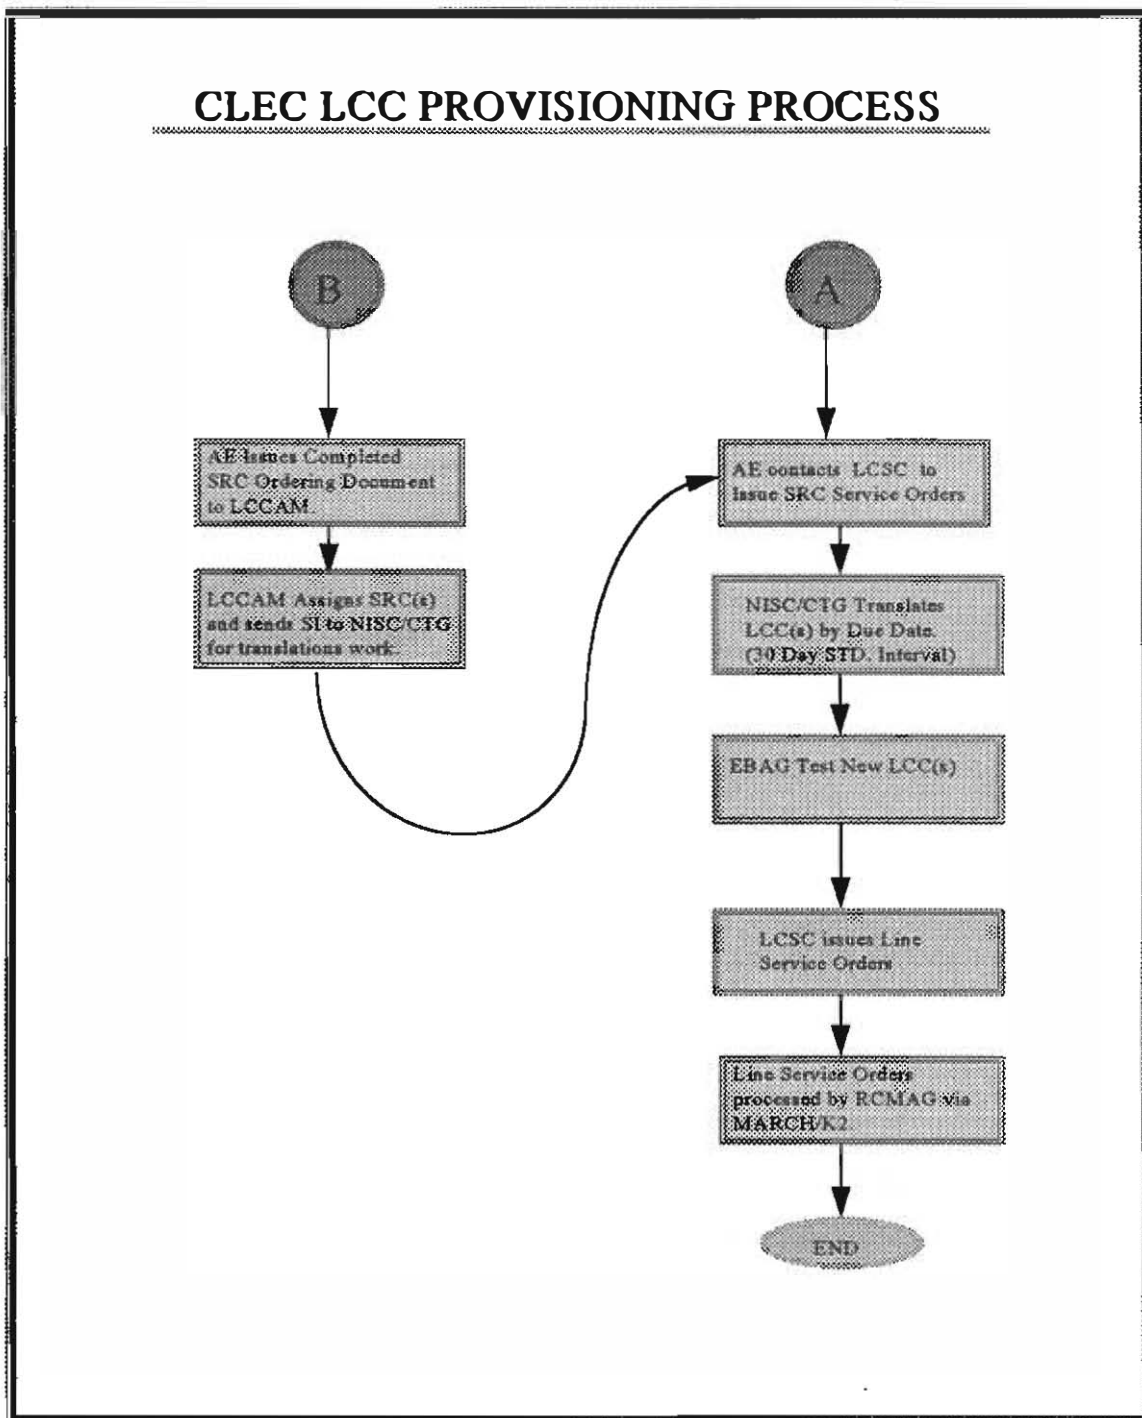 CLEC LCC PROVISIONING PROCESS
B
A
AE Issues Completed
SRC Ordering Document
to LCCAM.
LCCAM Assigns SRC(s)
and sends SI to NISC/CTG
for translations work.
AE contacts LCSC to
Issue SRC Service Orders
NISC/CTG Translates
LCC(s) by Due Date.
(30 Day STD. Interval)
EBAG Test New LCC(s)
LCSC issues Line
Service Orders
Line Service Orders
processed by RCMAG via
MARCH/K2
END